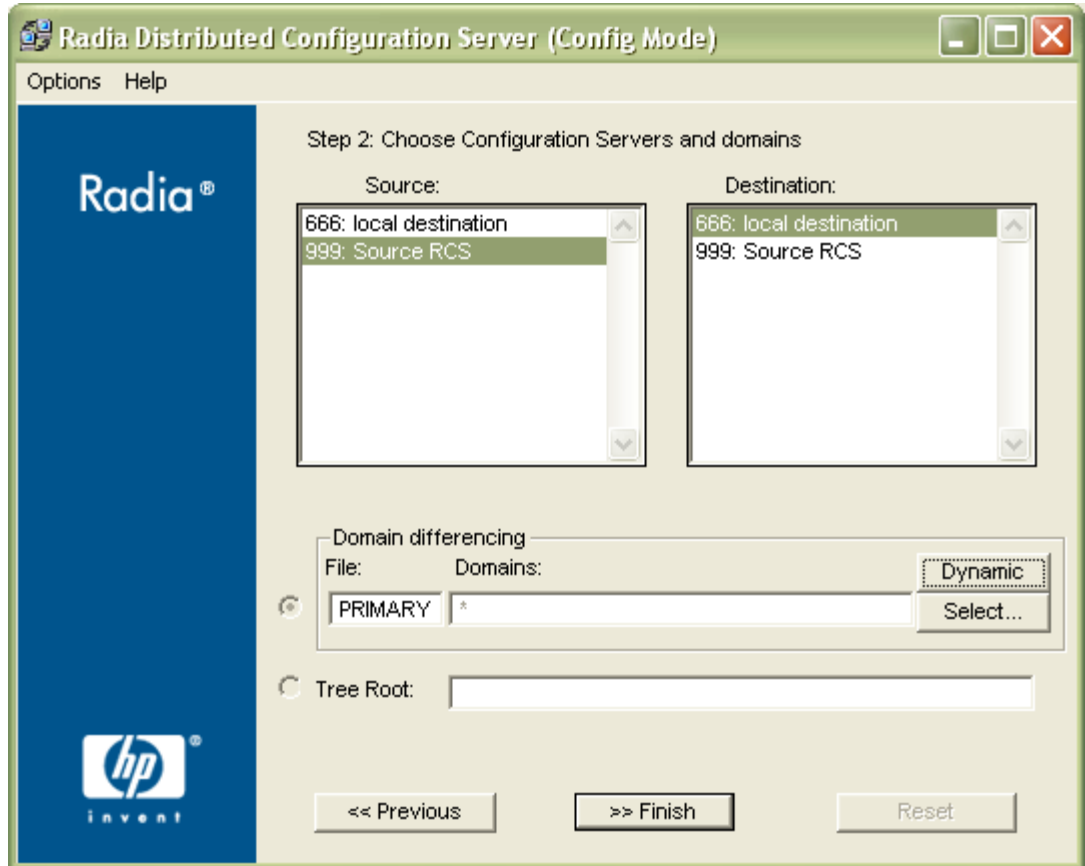 Radia Distributed Configuration Server (Config Mode)
Options Help
Radia®
Step 2: Choose Configuration Servers and domains
Source: Destination:
666: local destination 666: local destination
999: Source RCS 999: Source RCS
Domain differencing
File: Domains: Dynamic
PRIMARY * Select...
Tree Root:
hp®
invent
<< Previous >> Finish Reset